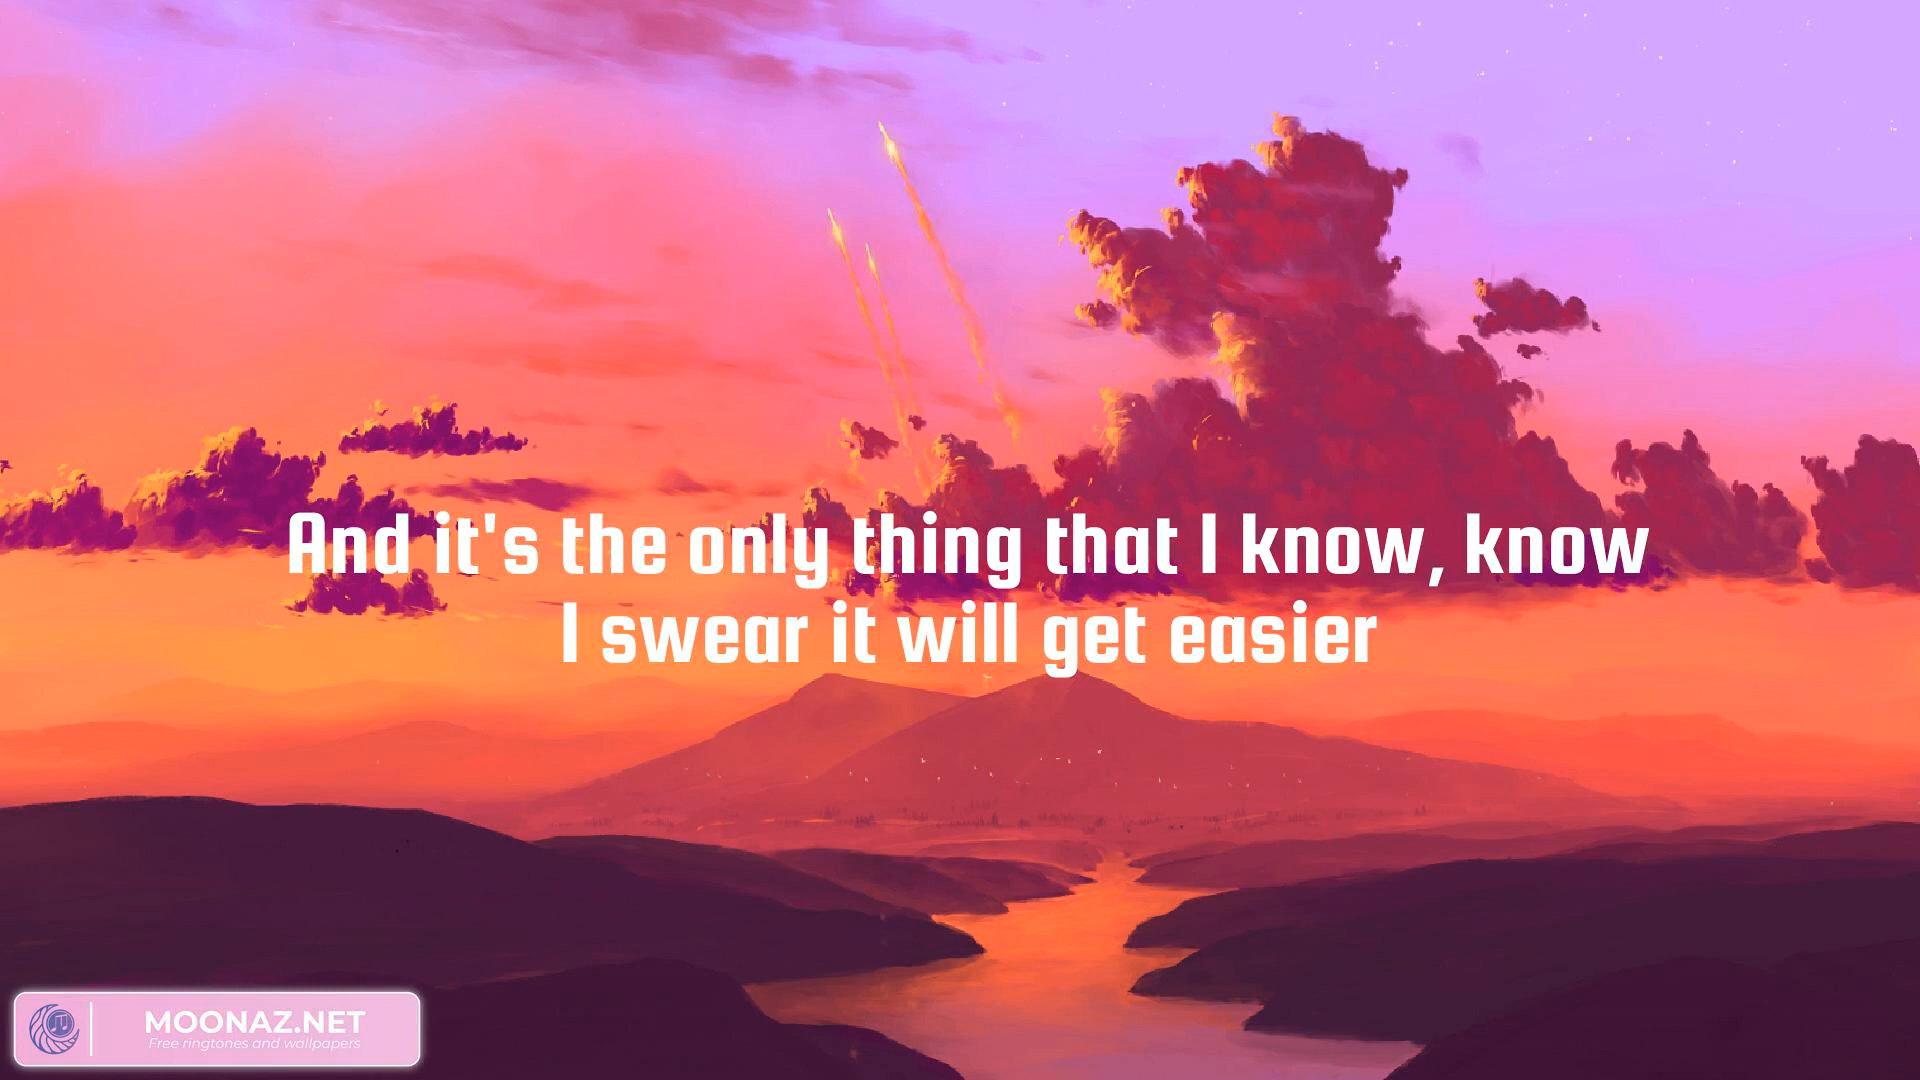 And it's the only thing that I know, know
I swear it will get easier
MOONAZ.NET
Free ringtones and wallpapers